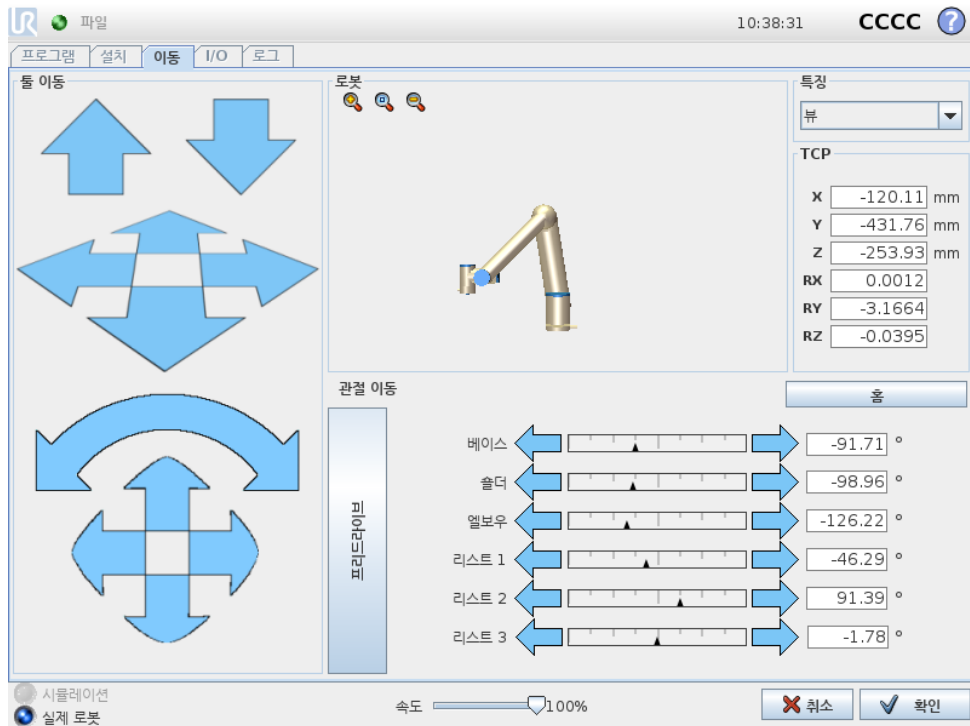 UR 파일 10:38:31 CCCC ?
프로그램 설치 이동 I/O 로그
툴 이동
로봇
특징
뷰
TCP
X -120.11 mm
Y -431.76 mm
Z -253.93 mm
RX 0.0012
RY -3.1664
RZ -0.0395
관절 이동
홈
프리드라이브
베이스 -91.71 °
숄더 -98.96 °
엘보우 -126.22 °
리스트 1 -46.29 °
리스트 2 91.39 °
리스트 3 -1.78 °
시뮬레이션
실제 로봇
속도 100%
취소
확인